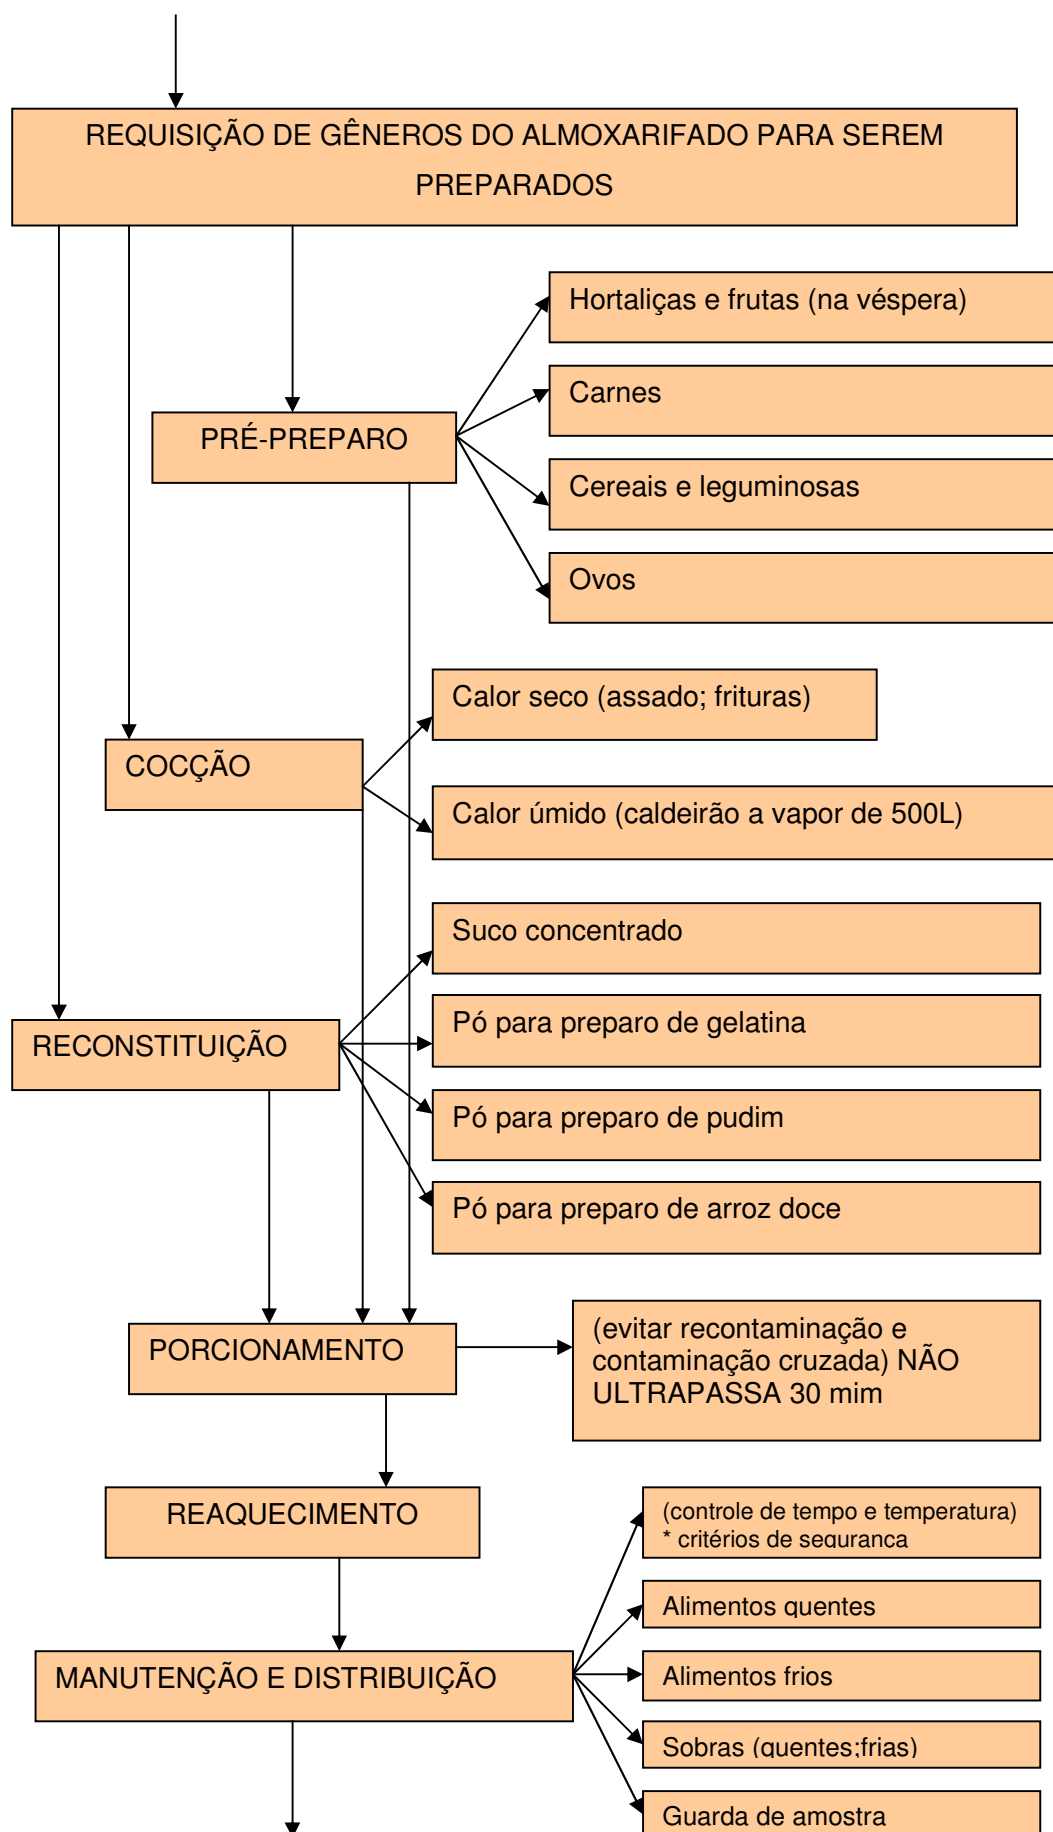 REQUISIÇÃO DE GÊNEROS DO ALMOXARIFADO PARA SEREM
PREPARADOS
Hortaliças e frutas (na véspera)
Carnes
PRÉ-PREPARO
Cereais e leguminosas
Ovos
Calor seco (assado; frituras)
COCÇÃO
Calor úmido (caldeirão a vapor de 500L)
Suco concentrado
Pó para preparo de gelatina
RECONSTITUIÇÃO
Pó para preparo de pudim
Pó para preparo de arroz doce
PORCIONAMENTO
(evitar recontaminação e
contaminação cruzada) NÃO
ULTRAPASSA 30 mim
REAQUECIMENTO
(controle de tempo e temperatura)
* critérios de segurança
Alimentos quentes
MANUTENÇÃO E DISTRIBUIÇÃO
Alimentos frios
Sobras (quentes;frias)
Guarda de amostra